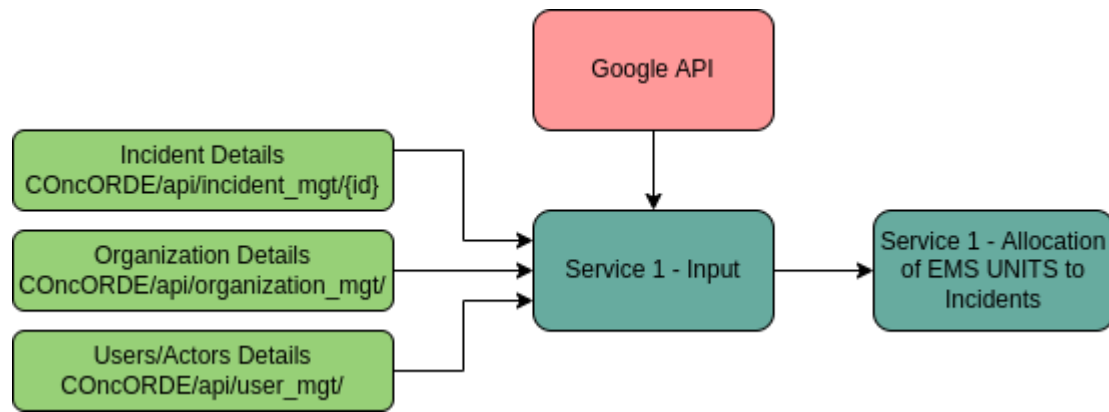 Google API
Incident Details
COncORDE/api/incident_mgt/{id}
Organization Details
COncORDE/api/organization_mgt/
Users/Actors Details
COncORDE/api/user_mgt/
Service 1 - Input
Service 1 - Allocation
of EMS UNITS to
Incidents